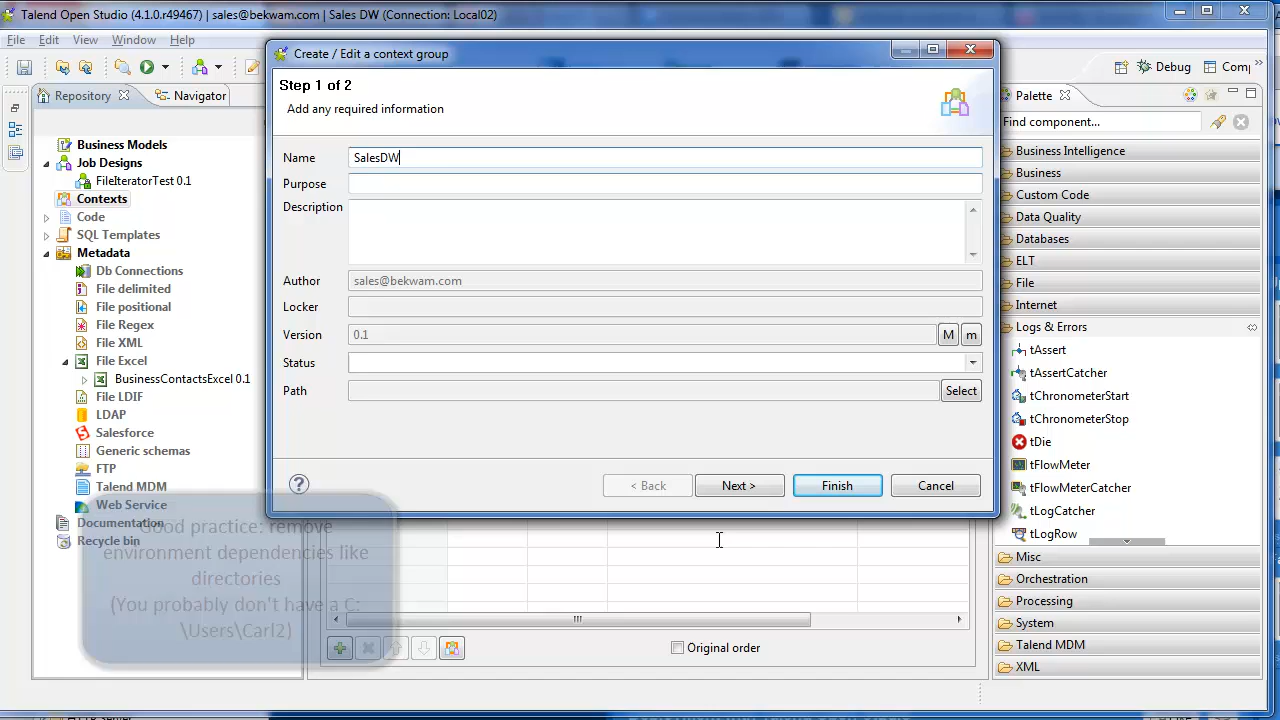 Talend Open Studio (4.1.0.r49467) | sales@bekwam.com | Sales DW (Connection: Local02)
File Edit View Window Help
Debug Comp
Repository Navigator
Business Models
Job Designs
FileIteratorTest 0.1
Contexts
Code
SQL Templates
Metadata
Db Connections
File delimited
File positional
File Regex
File XML
File Excel
BusinessContactsExcel 0.1
File LDIF
LDAP
Salesforce
Generic schemas
FTP
Talend MDM
Web Service
Documentation
Recycle bin
Good practice: remove
environment dependencies like
directories
(You probably don't have a C:
\Users\Carl2)
Create / Edit a context group
Step 1 of 2
Add any required information
Name SalesDW
Purpose
Description
Author sales@bekwam.com
Locker
Version 0.1 M m
Status
Path Select
? < Back Next > Finish Cancel
Original order
Palette
Find component...
Business Intelligence
Business
Custom Code
Data Quality
Databases
ELT
File
Internet
Logs & Errors
tAssert
tAssertCatcher
tChronometerStart
tChronometerStop
tDie
tFlowMeter
tFlowMeterCatcher
tLogCatcher
tLogRow
Misc
Orchestration
Processing
System
Talend MDM
XML